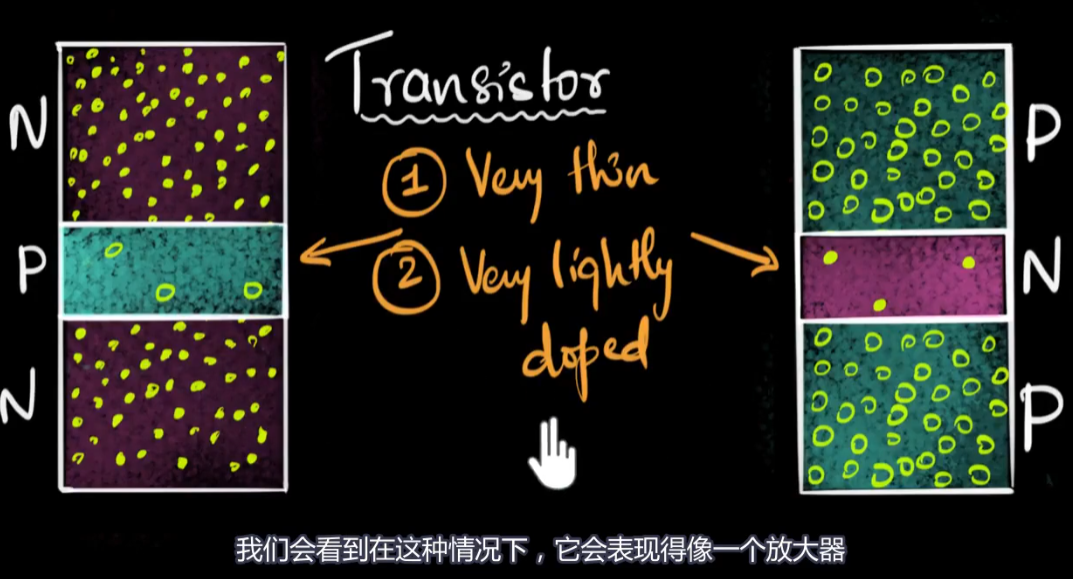 Transistor
N
P
N
① Very thin
② Very lightly
doped
P
N
P
我们会看到在这种情况下，它会表现得像一个放大器